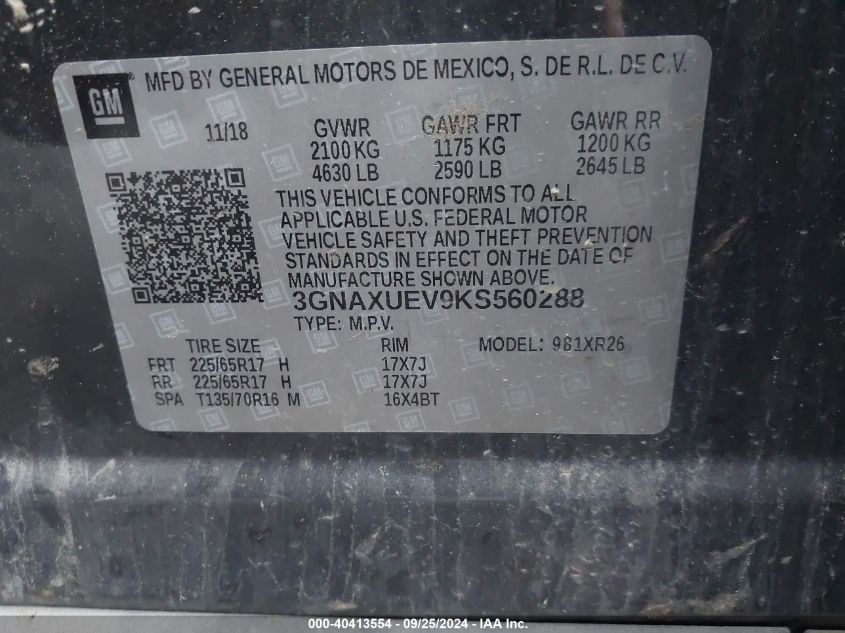 GM
MFD BY GENERAL MOTORS DE MEXICO, S. DE R.L. DE C.V.
11/18 GVWR GAWR FRT GAWR RR
2100 KG 1175 KG 1200 KG
4630 LB 2590 LB 2645 LB
THIS VEHICLE CONFORMS TO ALL
APPLICABLE U.S. FEDERAL MOTOR
VEHICLE SAFETY AND THEFT PREVENTION
STANDARDS IN EFFECT ON THE DATE OF
MANUFACTURE SHOWN ABOVE.
3GNAXUEV9KS560288
TYPE: M.P.V.
TIRE SIZE RIM MODEL: 981XR26
FRT 225/65R17 H 17X7J
RR 225/65R17 H 17X7J
SPA T135/70R16 M 16X4BT
000-40413554 - 09/25/2024 - IAA Inc.